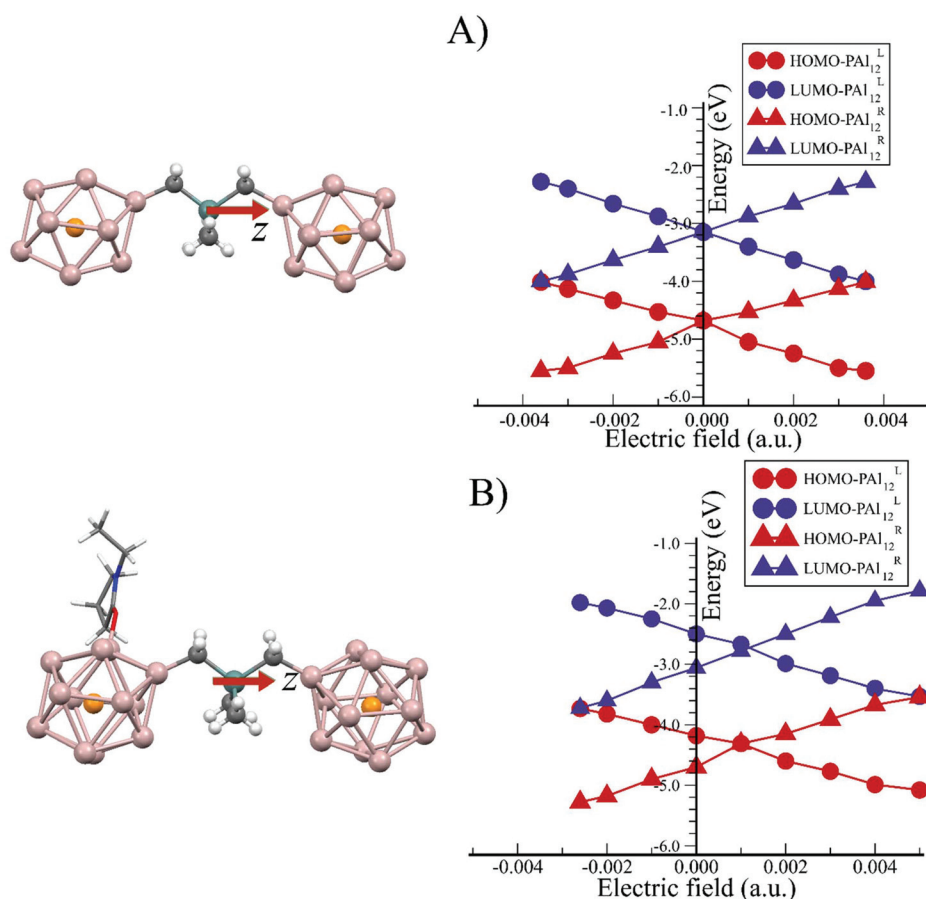 A)
HOMO-PAl12L
LUMO-PAl12L
HOMO-PAl12R
LUMO-PAl12R
Energy (eV)
-1.0
-2.0
-3.0
-4.0
-5.0
-6.0
-0.004 -0.002 0.000 0.002 0.004
Electric field (a.u.)
z
B)
HOMO-PAl12L
LUMO-PAl12L
HOMO-PAl12R
LUMO-PAl12R
Energy (eV)
-1.0
-2.0
-3.0
-4.0
-5.0
-6.0
-0.004 -0.002 0.000 0.002 0.004
Electric field (a.u.)
z